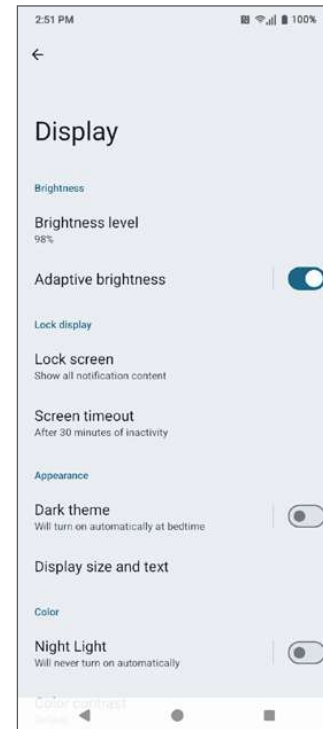 2:51 PM 100%
Display
Brightness
Brightness level
98%
Adaptive brightness
Lock display
Lock screen
Show all notification content
Screen timeout
After 30 minutes of inactivity
Appearance
Dark theme
Will turn on automatically at bedtime
Display size and text
Color
Night Light
Will never turn on automatically
Color contrast